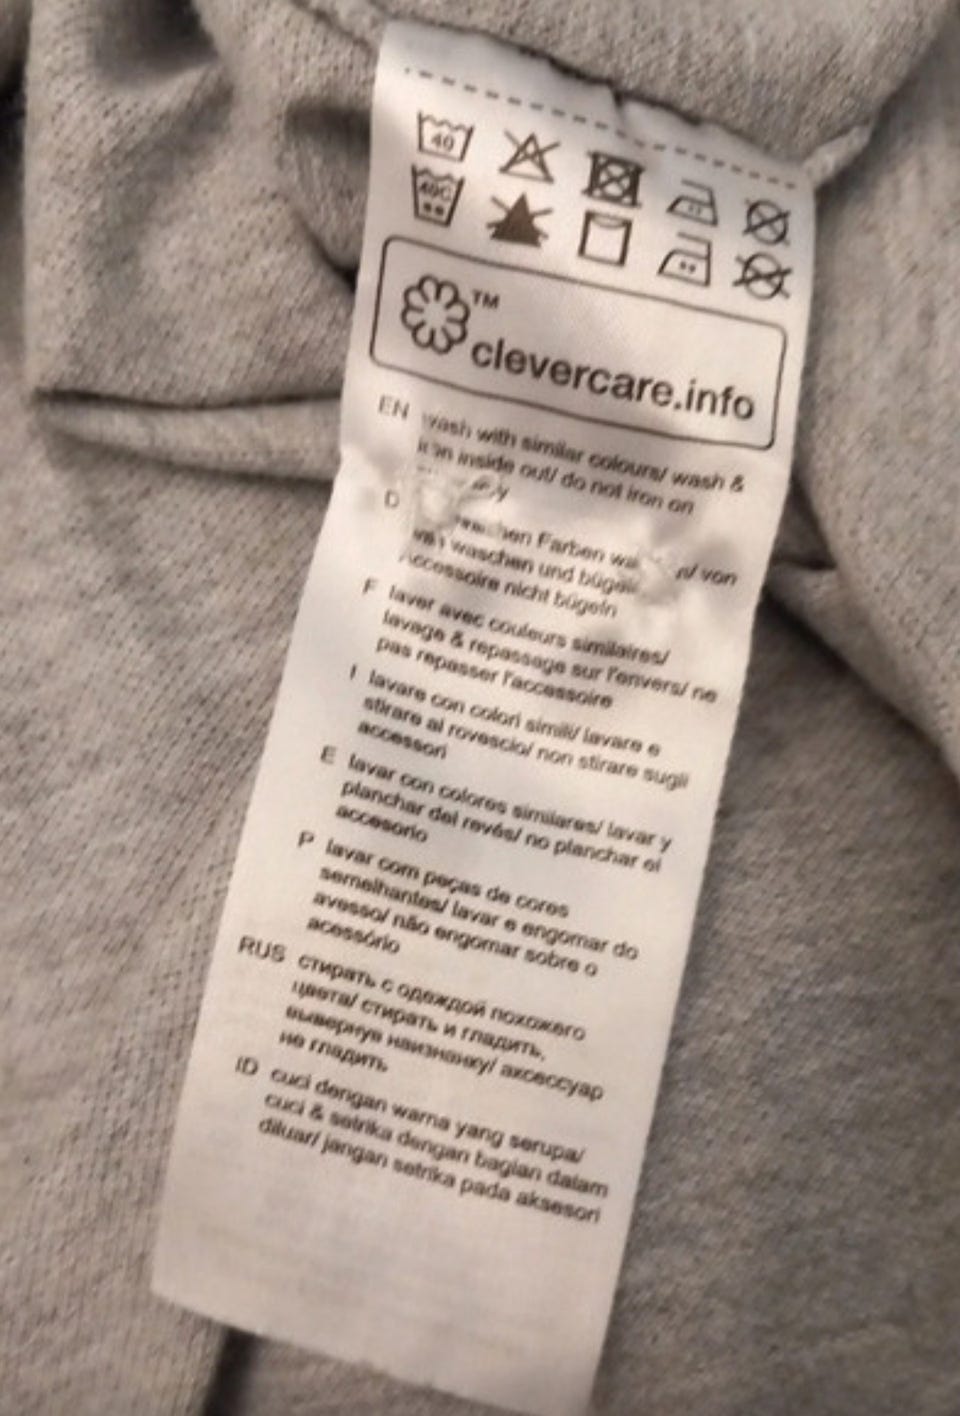 40
40C
TM
clevercare.info
EN wash with similar colours/ wash &
iron inside out/ do not iron on
D Farben von
waschen und
Accessoire nicht bügeln
F laver avec couleurs similaires/
lavage & repassage sur l'envers/ ne
pas repasser l'accessoire
I lavare con colori simili/ lavare e
stirare al rovescio/ non stirare sugli
accessori
E lavar con colores similares/ lavar y
planchar del revés/ no planchar el
accesorio
P lavar com peças de cores
semelhantes/ lavar e engomar do
avesso/ não engomar sobre o
acessório
RUS стирать с одеждой похожего
цвета/ стирать и гладить,
вывернув наизнанку/ аксессуар
не гладить
ID cuci dengan warna yang serupa/
cuci & setrika dengan bagian dalam
diluar/ jangan setrika pada aksesori